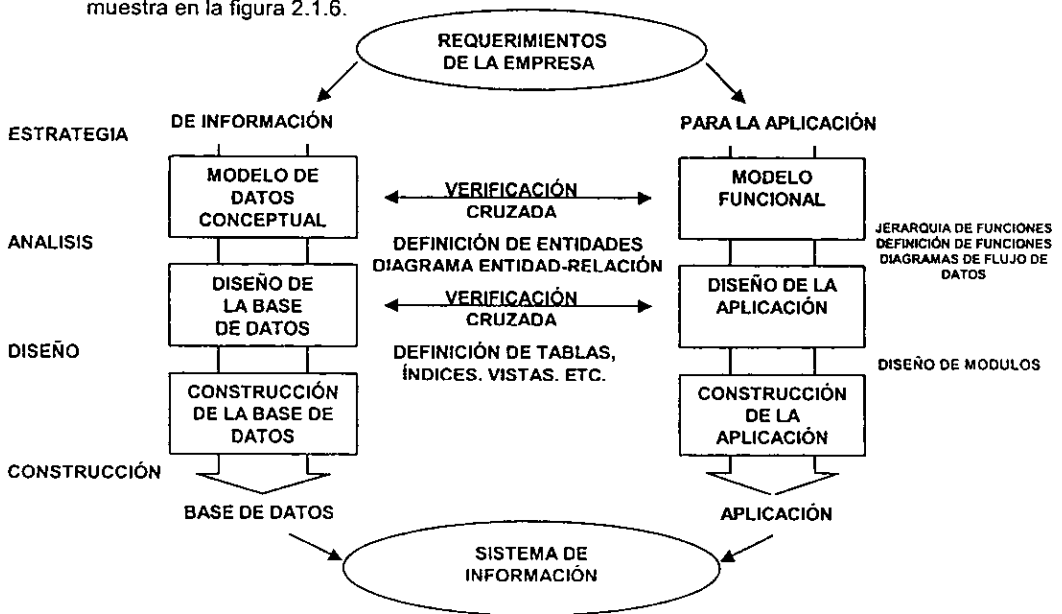 muestra en la figura 2.1.6.
REQUERIMIENTOS
DE LA EMPRESA
ESTRATEGIA
DE INFORMACIÓN
PARA LA APLICACIÓN
MODELO DE
DATOS
CONCEPTUAL
VERIFICACIÓN
CRUZADA
MODELO
FUNCIONAL
ANALISIS
DEFINICIÓN DE ENTIDADES
DIAGRAMA ENTIDAD-RELACIÓN
JERARQUIA DE FUNCIONES
DEFINICIÓN DE FUNCIONES
DIAGRAMAS DE FLUJO DE
DATOS
DISEÑO DE
LA BASE
DE DATOS
VERIFICACIÓN
CRUZADA
DISEÑO DE LA
APLICACIÓN
DISEÑO
DEFINICIÓN DE TABLAS,
ÍNDICES. VISTAS. ETC.
DISEÑO DE MODULOS
CONSTRUCCIÓN
DE LA BASE DE
DATOS
CONSTRUCCIÓN
DE LA
APLICACIÓN
CONSTRUCCIÓN
BASE DE DATOS
APLICACIÓN
SISTEMA DE
INFORMACIÓN